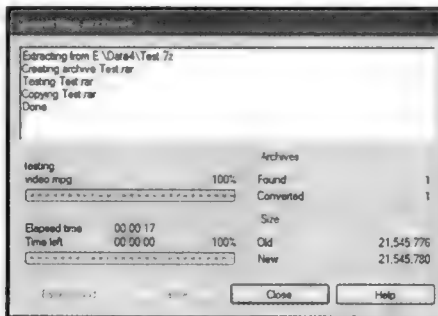 Extracting from E:\Data4\Test.7z
Creating archive Test.rar
Testing Test.rar
Copying Test.rar
Done
testing
video.mpg 100%
Elapsed time 00:00:17
Time left 00:00:00 100%
Archives
Found 1
Converted 1
Size
Old 21,545,776
New 21,545,780
Close Help